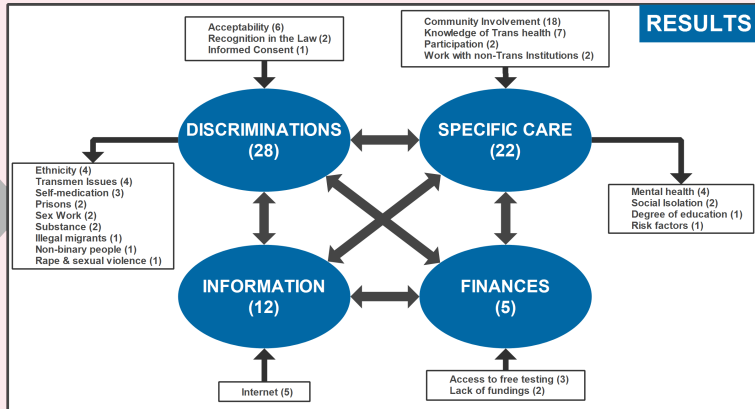 RESULTS
Acceptability (6)
Recognition in the Law (2)
Informed Consent (1)
Community Involvement (18)
Knowledge of Trans health (7)
Participation (2)
Work with non-Trans Institutions (2)
DISCRIMINATIONS
(28)
SPECIFIC CARE
(22)
Ethnicity (4)
Transmen Issues (4)
Self-medication (3)
Prisons (2)
Sex Work (2)
Substance (2)
Illegal migrants (1)
Non-binary people (1)
Rape & sexual violence (1)
Mental health (4)
Social Isolation (2)
Degree of education (1)
Risk factors (1)
INFORMATION
(12)
FINANCES
(5)
Internet (5)
Access to free testing (3)
Lack of fundings (2)